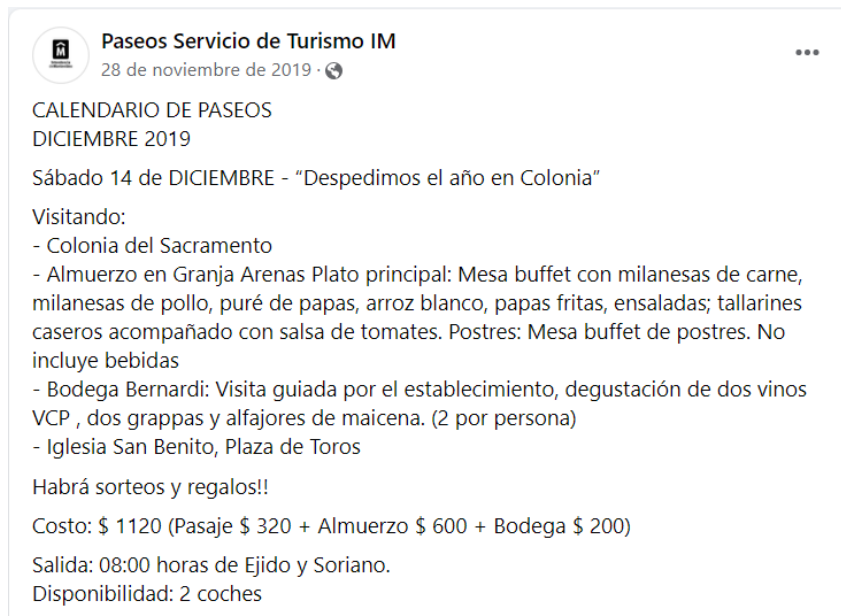 Paseos Servicio de Turismo IM
28 de noviembre de 2019 ·
CALENDARIO DE PASEOS
DICIEMBRE 2019
Sábado 14 de DICIEMBRE - “Despedimos el año en Colonia”
Visitando:
- Colonia del Sacramento
- Almuerzo en Granja Arenas Plato principal: Mesa buffet con milanesas de carne,
milanesas de pollo, puré de papas, arroz blanco, papas fritas, ensaladas; tallarines
caseros acompañado con salsa de tomates. Postres: Mesa buffet de postres. No
incluye bebidas
- Bodega Bernardi: Visita guiada por el establecimiento, degustación de dos vinos
VCP , dos grappas y alfajores de maicena. (2 por persona)
- Iglesia San Benito, Plaza de Toros
Habrá sorteos y regalos!!
Costo: $ 1120 (Pasaje $ 320 + Almuerzo $ 600 + Bodega $ 200)
Salida: 08:00 horas de Ejido y Soriano.
Disponibilidad: 2 coches